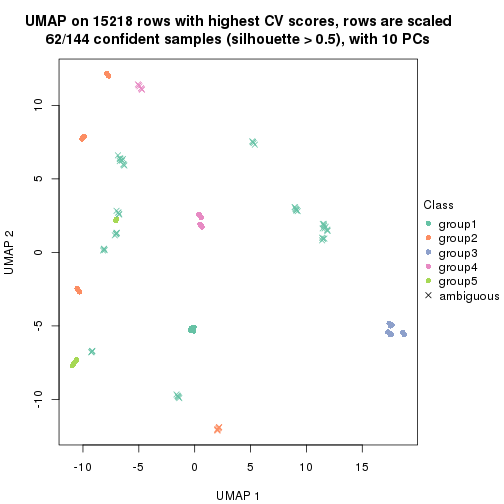 UMAP on 15218 rows with highest CV scores, rows are scaled
62/144 confident samples (silhouette > 0.5), with 10 PCs
10
5
0
-5
-10
UMAP 2
-10
-5
0
5
10
15
UMAP 1
Class
group1
group2
group3
group4
group5
ambiguous